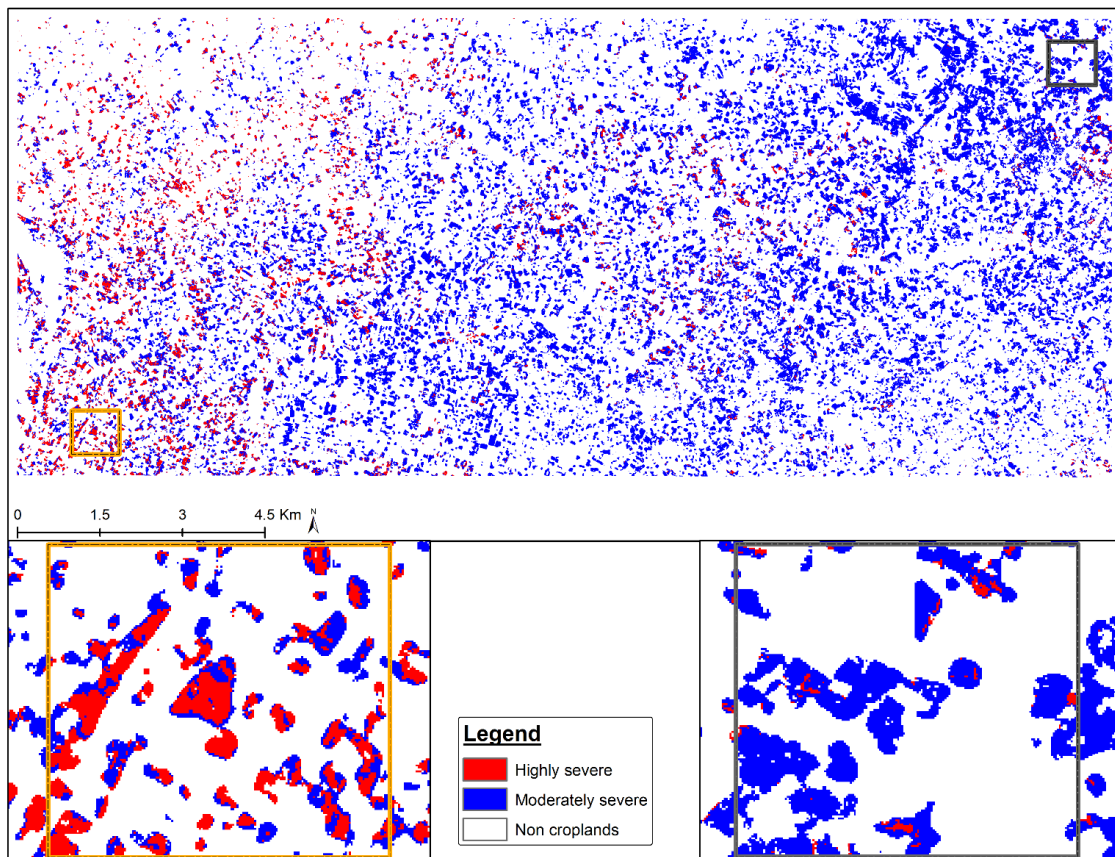 0 1.5 3 4.5 Km N
Legend
Highly severe
Moderately severe
Non croplands